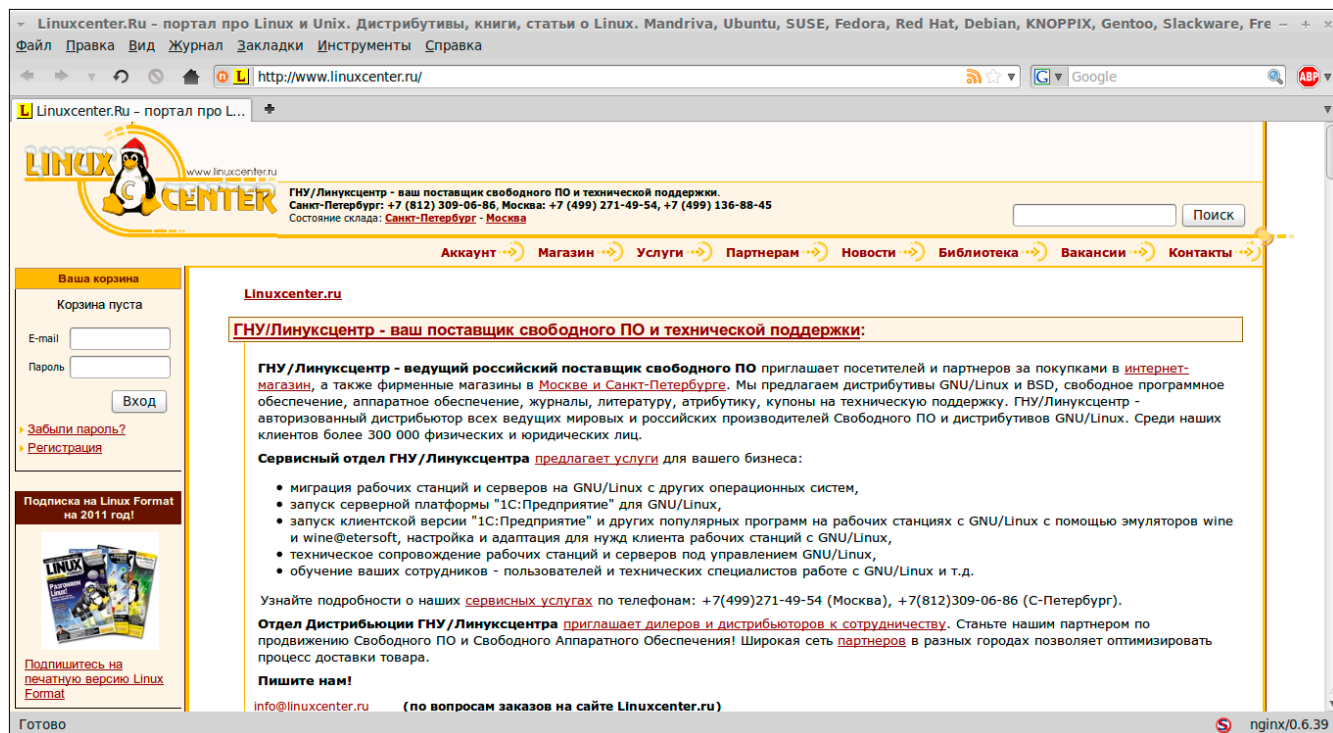 Linuxcenter.Ru – портал про Linux и Unix. Дистрибутивы, книги, статьи о Linux. Mandriva, Ubuntu, SUSE, Fedora, Red Hat, Debian, KNOPPIX, Gentoo, Slackware, Fre
Файл Правка Вид Журнал Закладки Инструменты Справка
L http://www.linuxcenter.ru/ G Google ABP
L Linuxcenter.Ru – портал про L...
LINUX
www.linuxcenter.ru
C CENTER
ГНУ/Линуксцентр - ваш поставщик свободного ПО и технической поддержки.
Санкт-Петербург: +7 (812) 309-06-86, Москва: +7 (499) 271-49-54, +7 (499) 136-88-45
Состояние склада: Санкт-Петербург - Москва
Поиск
Аккаунт Магазин Услуги Партнерам Новости Библиотека Вакансии Контакты
Ваша корзина
Корзина пуста
E-mail
Пароль
Вход
Забыли пароль?
Регистрация
Подписка на Linux Format
на 2011 год!
LINUX
Разгоняем
Linux!
Подпишитесь на
печатную версию Linux
Format
Linuxcenter.ru
ГНУ/Линуксцентр - ваш поставщик свободного ПО и технической поддержки:
ГНУ/Линуксцентр - ведущий российский поставщик свободного ПО приглашает посетителей и партнеров за покупками в интернет-
магазин, а также фирменные магазины в Москве и Санкт-Петербурге. Мы предлагаем дистрибутивы GNU/Linux и BSD, свободное программное
обеспечение, аппаратное обеспечение, журналы, литературу, атрибутику, купоны на техническую поддержку. ГНУ/Линуксцентр -
авторизованный дистрибьютор всех ведущих мировых и российских производителей Свободного ПО и дистрибутивов GNU/Linux. Среди наших
клиентов более 300 000 физических и юридических лиц.
Сервисный отдел ГНУ/Линуксцентра предлагает услуги для вашего бизнеса:
• миграция рабочих станций и серверов на GNU/Linux с других операционных систем,
• запуск серверной платформы "1С:Предприятие" для GNU/Linux,
• запуск клиентской версии "1С:Предприятие" и других популярных программ на рабочих станциях с GNU/Linux с помощью эмуляторов wine
и wine@etersoft, настройка и адаптация для нужд клиента рабочих станций с GNU/Linux,
• техническое сопровождение рабочих станций и серверов под управлением GNU/Linux,
• обучение ваших сотрудников - пользователей и технических специалистов работе с GNU/Linux и т.д.
Узнайте подробности о наших сервисных услугах по телефонам: +7(499)271-49-54 (Москва), +7(812)309-06-86 (С-Петербург).
Отдел Дистрибьюции ГНУ/Линуксцентра приглашает дилеров и дистрибьюторов к сотрудничеству. Станьте нашим партнером по
продвижению Свободного ПО и Свободного Аппаратного Обеспечения! Широкая сеть партнеров в разных городах позволяет оптимизировать
процесс доставки товара.
Пишите нам!
info@linuxcenter.ru (по вопросам заказов на сайте Linuxcenter.ru)
Готово
S nginx/0.6.39